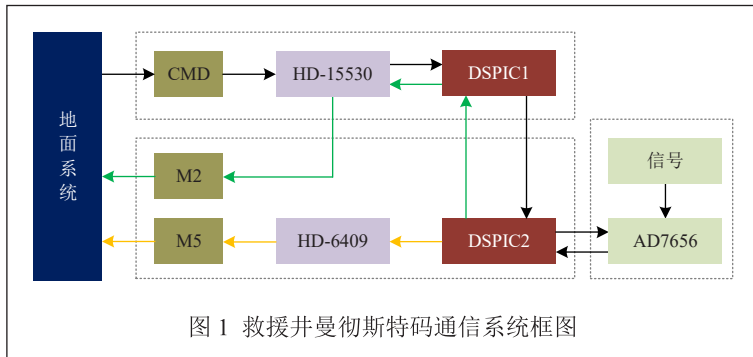 地面系统
CMD
HD-15530
DSPIC1
M2
信号
M5
HD-6409
DSPIC2
AD7656
图 1 救援井曼彻斯特码通信系统框图